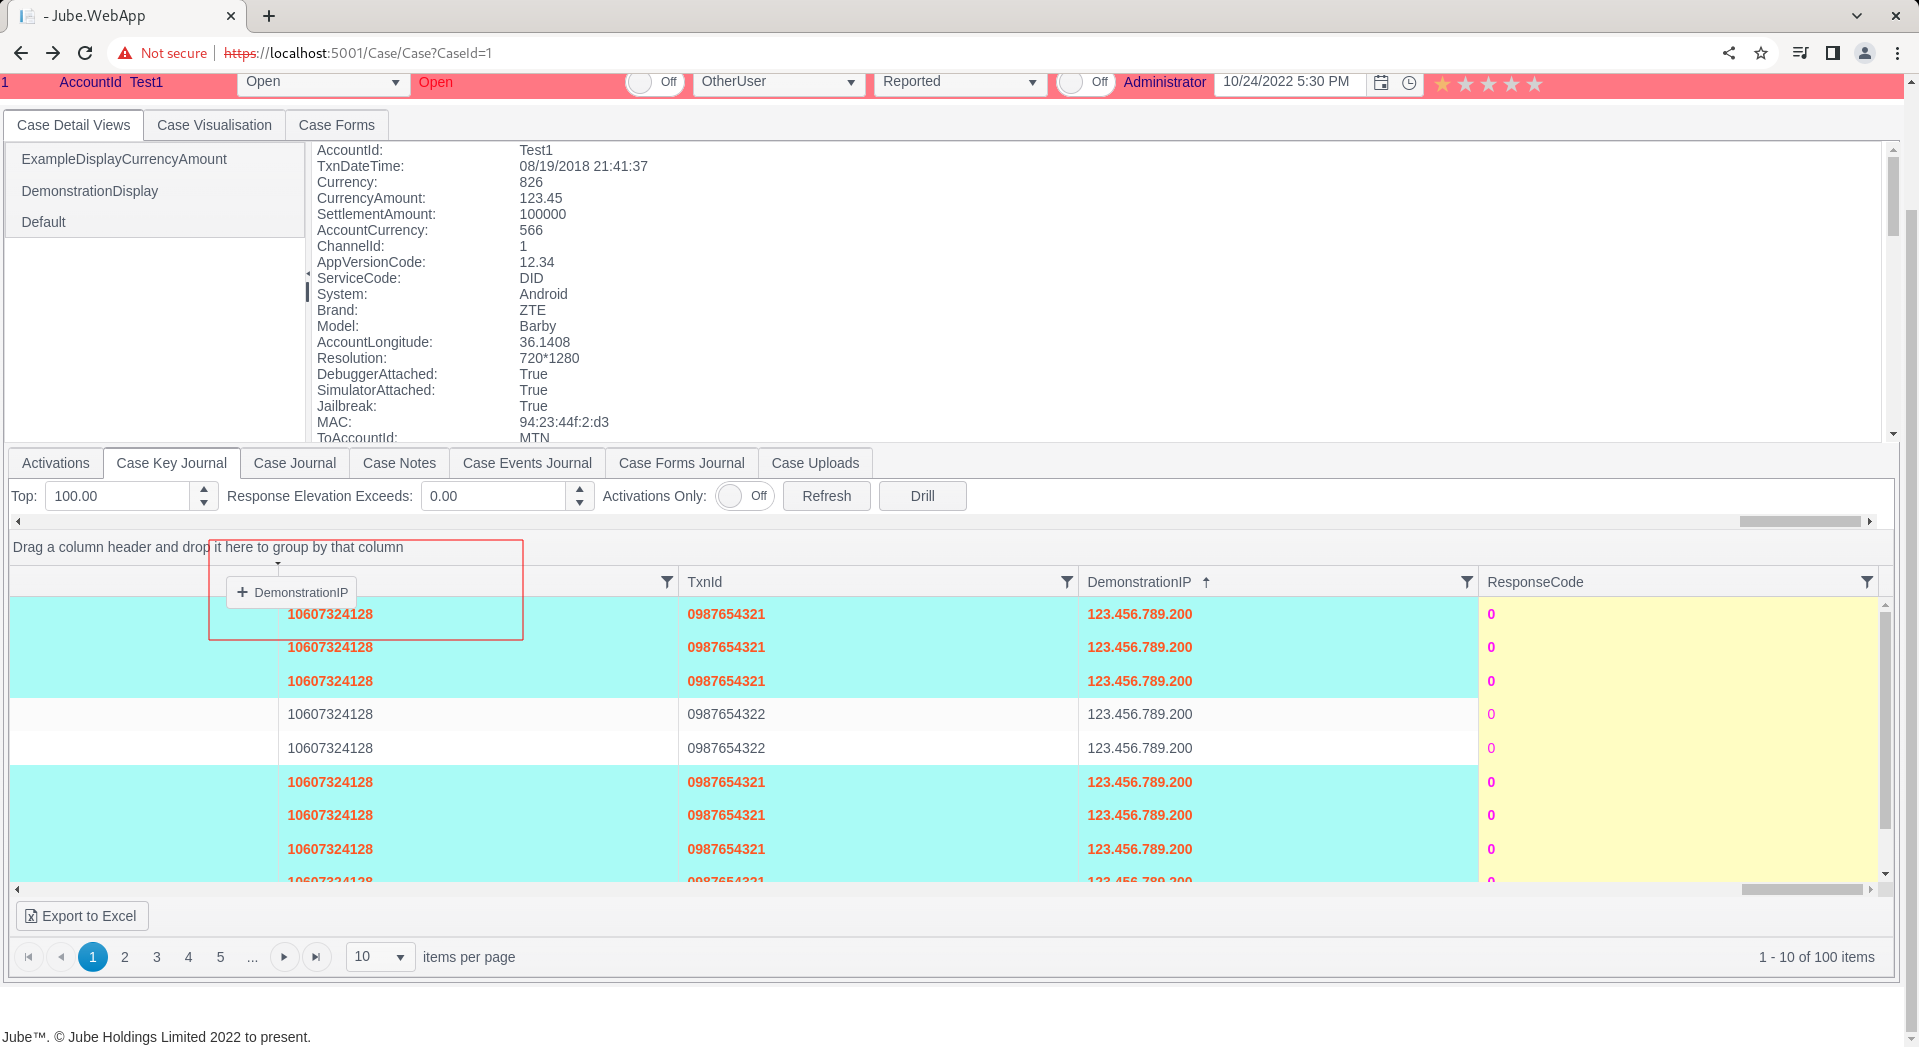 - Jube.WebApp
Not secure https://localhost:5001/Case/Case?CaseId=1
1 AccountId Test1 Open Open Off OtherUser Reported Off Administrator 10/24/2022 5:30 PM
Case Detail Views Case Visualisation Case Forms
ExampleDisplayCurrencyAmount
DemonstrationDisplay
Default
AccountId: Test1
TxnDateTime: 08/19/2018 21:41:37
Currency: 826
CurrencyAmount: 123.45
SettlementAmount: 100000
AccountCurrency: 566
ChannelId: 1
AppVersionCode: 12.34
ServiceCode: DID
System: Android
Brand: ZTE
Model: Barby
AccountLongitude: 36.1408
Resolution: 720*1280
DebuggerAttached: True
SimulatorAttached: True
Jailbreak: True
MAC: 94:23:44f:2:d3
ToAccountId: MTN
Activations Case Key Journal Case Journal Case Notes Case Events Journal Case Forms Journal Case Uploads
Top: 100.00 Response Elevation Exceeds: 0.00 Activations Only: Off Refresh Drill
Drag a column header and drop it here to group by that column
TxnId DemonstrationIP ResponseCode
+ DemonstrationIP
10607324128 0987654321 123.456.789.200 0
10607324128 0987654321 123.456.789.200 0
10607324128 0987654321 123.456.789.200 0
10607324128 0987654322 123.456.789.200 0
10607324128 0987654322 123.456.789.200 0
10607324128 0987654321 123.456.789.200 0
10607324128 0987654321 123.456.789.200 0
10607324128 0987654321 123.456.789.200 0
10607324128 0987654321 123.456.789.200 0
Export to Excel
1 2 3 4 5 ... 10 items per page 1 - 10 of 100 items
Jube™. © Jube Holdings Limited 2022 to present.